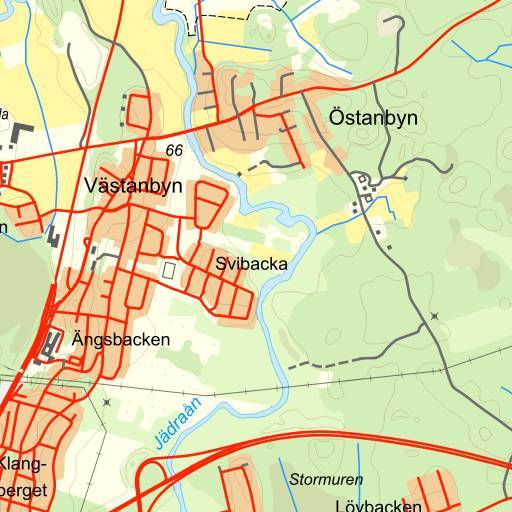 Östanbyn
66
Västanbyn
Svibacka
Ängsbacken
Jädraån
Klang-
berget
Stormuren
Lövbacken